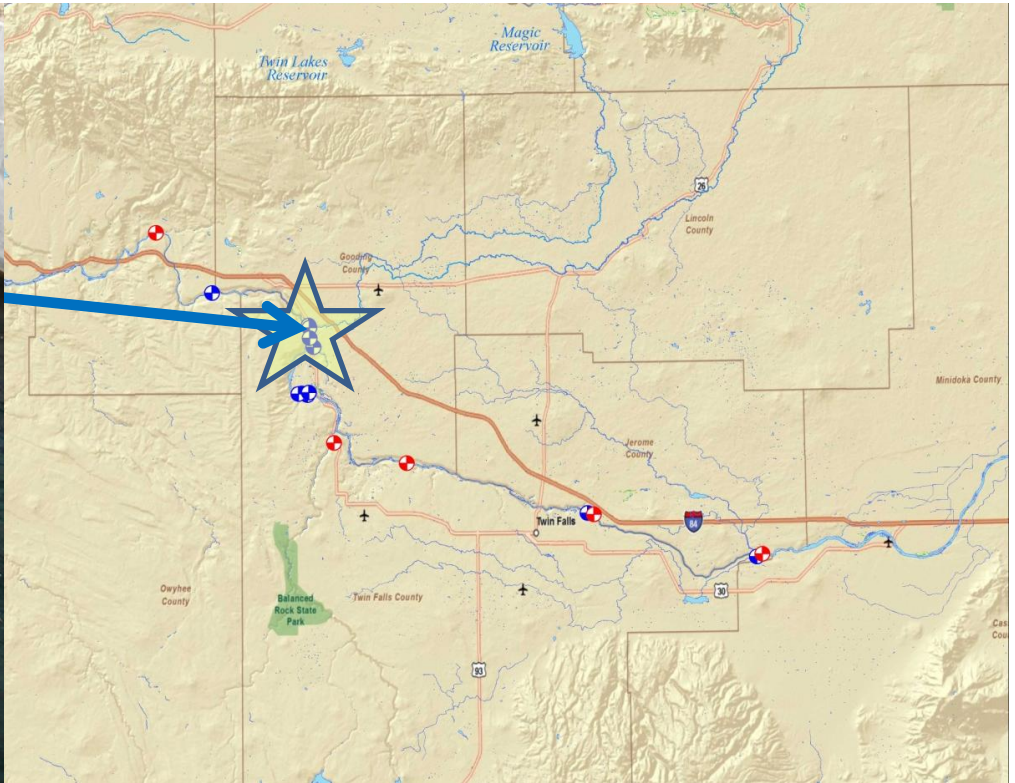 Magic
Reservoir
Twin Lakes
Reservoir
26
Lincoln
County
Gooding
County
Minidoka County
Jerome
County
Twin Falls
84
30
Owyhee
County
Balanced
Rock State
Park
Twin Falls County
Cas
Cou
93